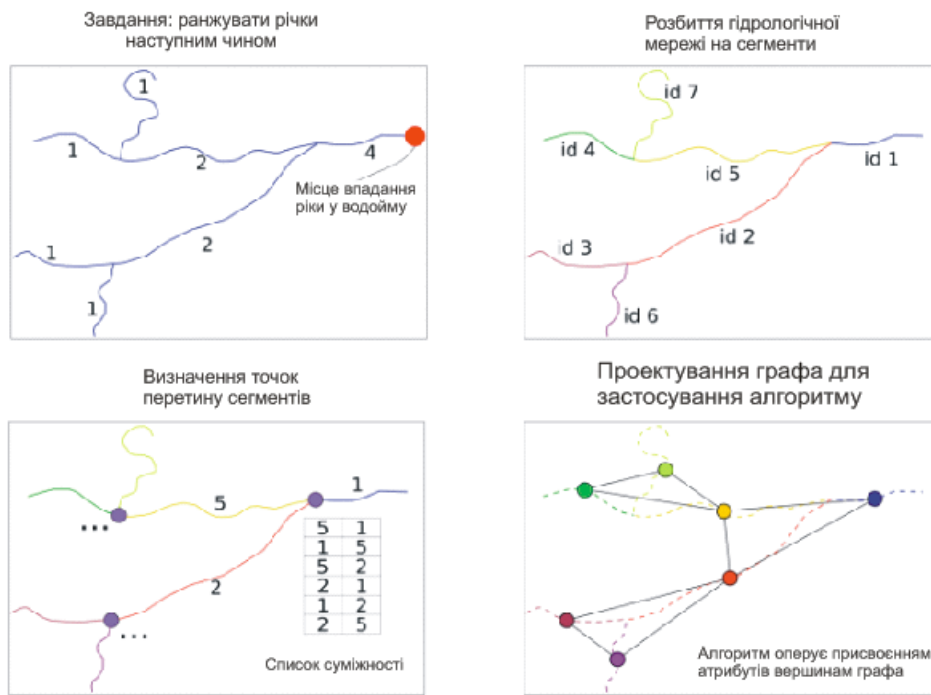 Завдання: ранжувати річки
наступним чином
1
1
2
4
Місце впадання
ріки у водойму
2
1
1
Розбиття гідрологічної
мережі на сегменти
id 7
id 4
id 5
id 1
id 2
id 3
id 6
Визначення точок
перетину сегментів
1
5
...
5 1
1 5
5 2
2 1
1 2
2 5
2
...
Список суміжності
Проектування графа для
застосування алгоритму
Алгоритм оперує присвоєнням
атрибутів вершинам графа